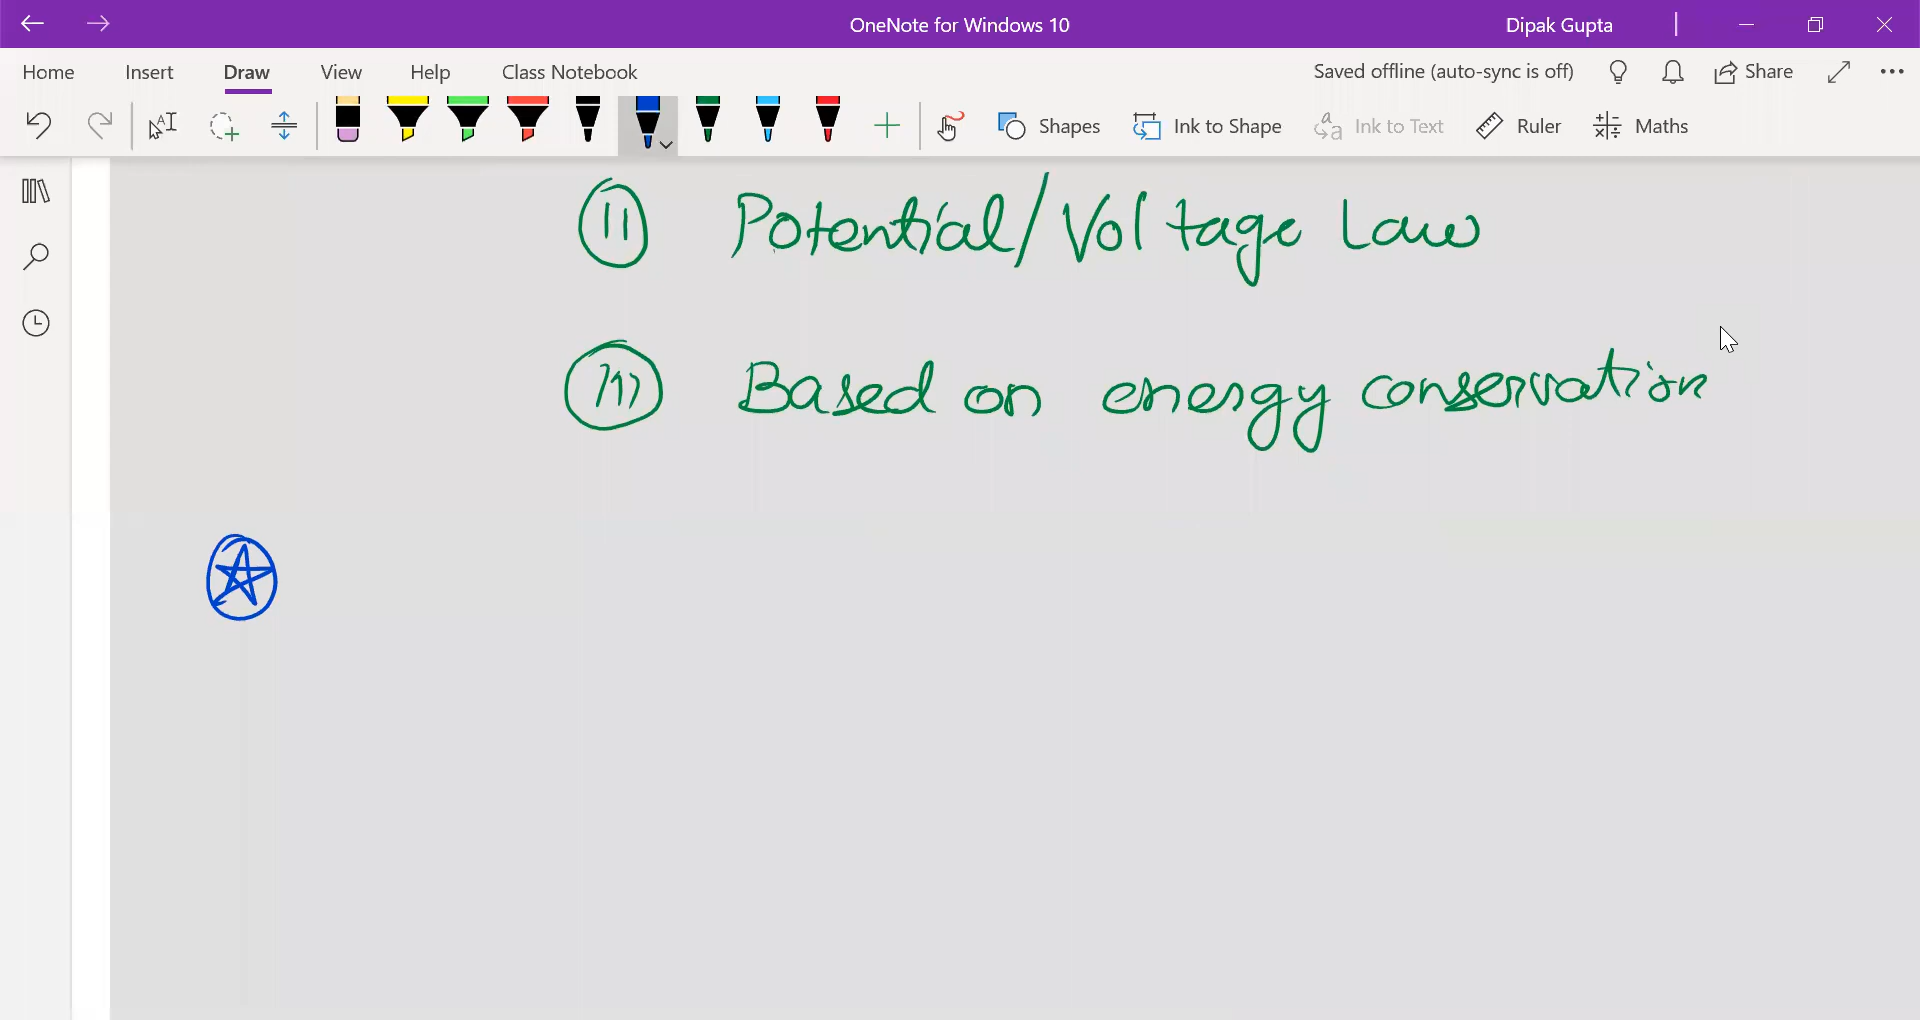 OneNote for Windows 10
Dipak Gupta
Home Insert Draw View Help Class Notebook
Saved offline (auto-sync is off) Share
Shapes Ink to Shape Ink to Text Ruler Maths
(ii) Potential/Voltage Law
(iii) Based on energy conservation